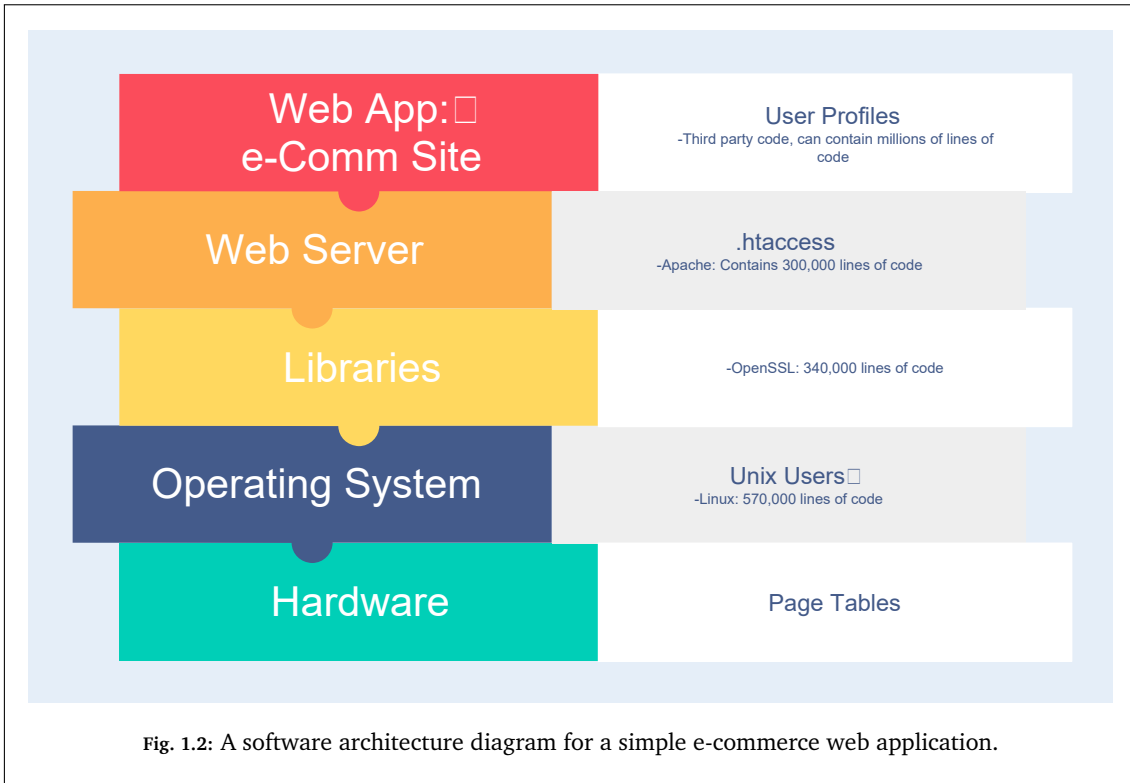 Web App:
e-Comm Site
User Profiles
-Third party code, can contain millions of lines of
code
Web Server
.htaccess
-Apache: Contains 300,000 lines of code
Libraries
-OpenSSL: 340,000 lines of code
Operating System
Unix Users
-Linux: 570,000 lines of code
Hardware
Page Tables
Fig. 1.2: A software architecture diagram for a simple e-commerce web application.